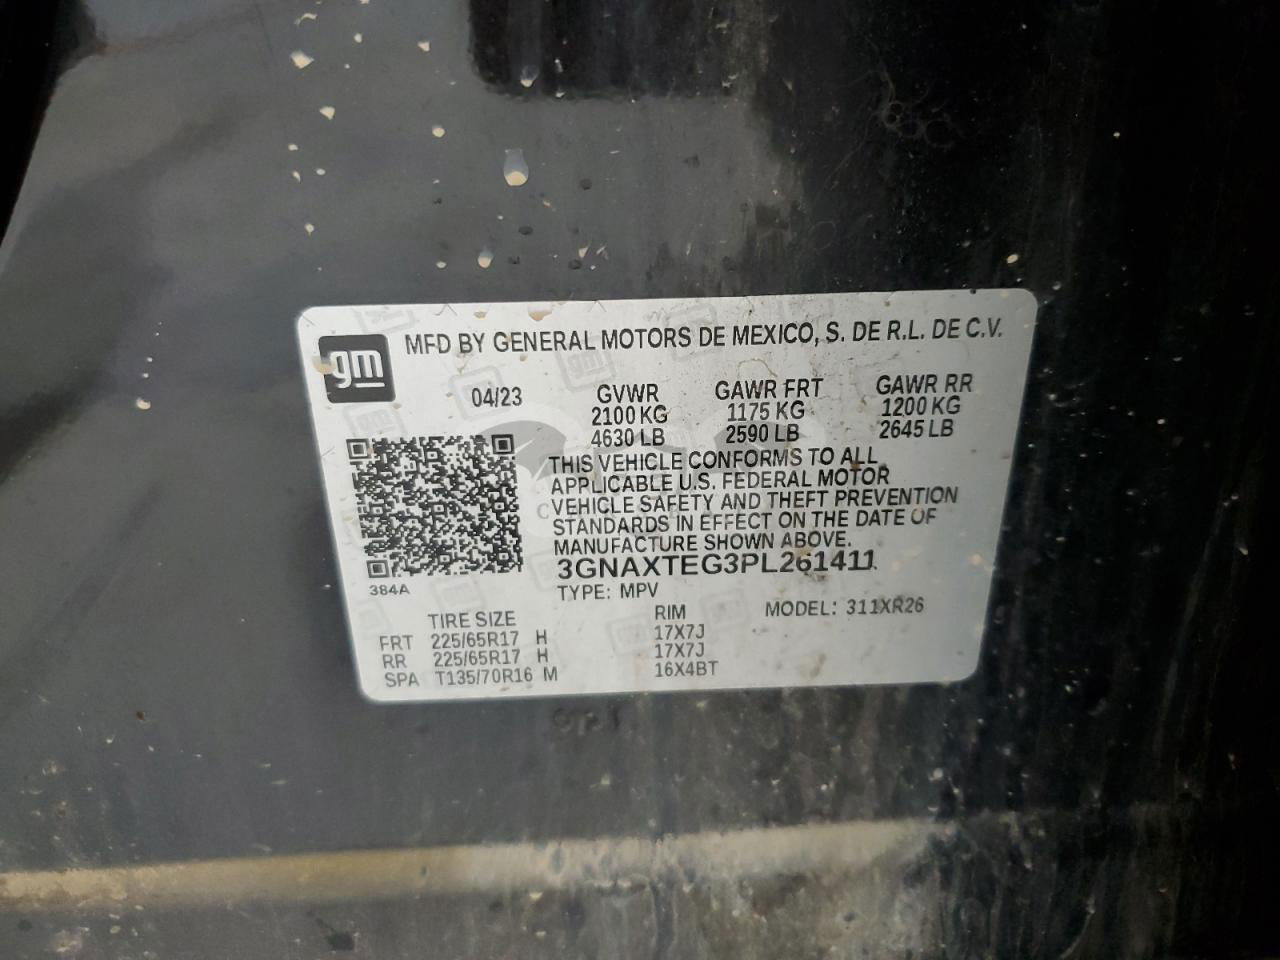 gm
MFD BY GENERAL MOTORS DE MEXICO, S. DE R.L. DE C.V.
04/23 GVWR GAWR FRT GAWR RR
2100 KG 1175 KG 1200 KG
4630 LB 2590 LB 2645 LB
THIS VEHICLE CONFORMS TO ALL
APPLICABLE U.S. FEDERAL MOTOR
VEHICLE SAFETY AND THEFT PREVENTION
STANDARDS IN EFFECT ON THE DATE OF
MANUFACTURE SHOWN ABOVE.
3GNAXTEG3PL261411
384A TYPE: MPV
TIRE SIZE RIM MODEL: 311XR26
FRT 225/65R17 H 17X7J
RR 225/65R17 H 17X7J
SPA T135/70R16 M 16X4BT